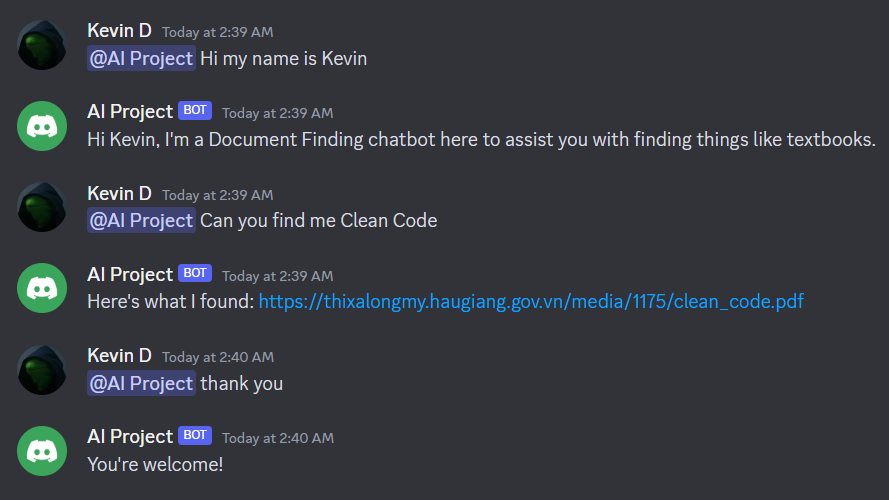 Kevin D Today at 2:39 AM
@AI Project Hi my name is Kevin
AI Project BOT Today at 2:39 AM
Hi Kevin, I'm a Document Finding chatbot here to assist you with finding things like textbooks.
Kevin D Today at 2:39 AM
@AI Project Can you find me Clean Code
AI Project BOT Today at 2:39 AM
Here's what I found: https://thixalongmy.haugiang.gov.vn/media/1175/clean_code.pdf
Kevin D Today at 2:40 AM
@AI Project thank you
AI Project BOT Today at 2:40 AM
You're welcome!